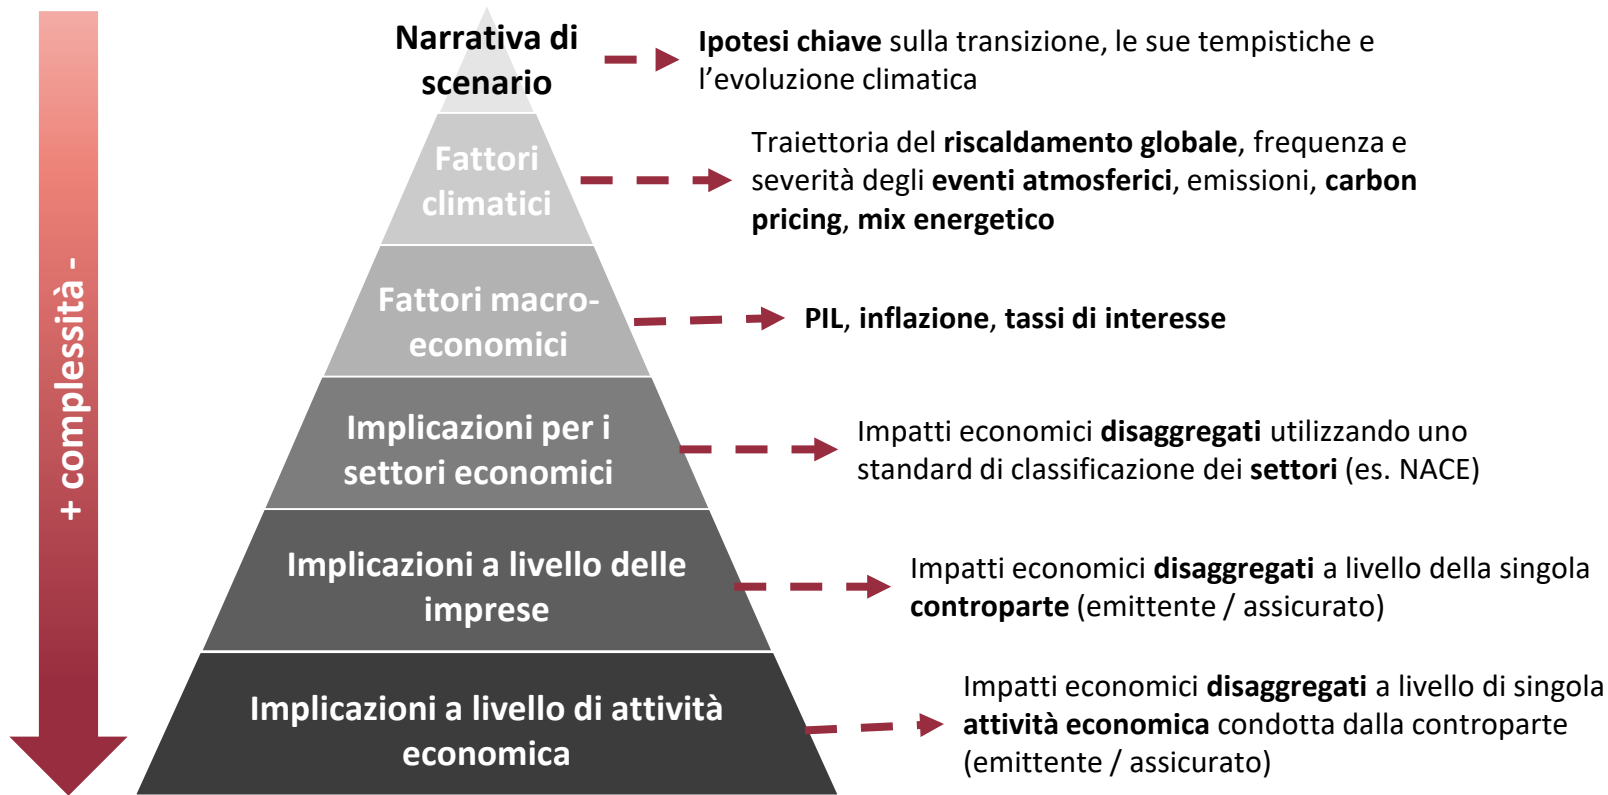 Narrativa di
scenario
Ipotesi chiave sulla transizione, le sue tempistiche e
l'evoluzione climatica
Fattori
climatici
Traiettoria del riscaldamento globale, frequenza e
severità degli eventi atmosferici, emissioni, carbon
pricing, mix energetico
Fattori macro-
economici
PIL, inflazione, tassi di interesse
Implicazioni per i
settori economici
Impatti economici disaggregati utilizzando uno
standard di classificazione dei settori (es. NACE)
Implicazioni a livello delle
imprese
Impatti economici disaggregati a livello della singola
controparte (emittente / assicurato)
Implicazioni a livello di attività
economica
Impatti economici disaggregati a livello di singola
attività economica condotta dalla controparte
(emittente / assicurato)
+ complessità -